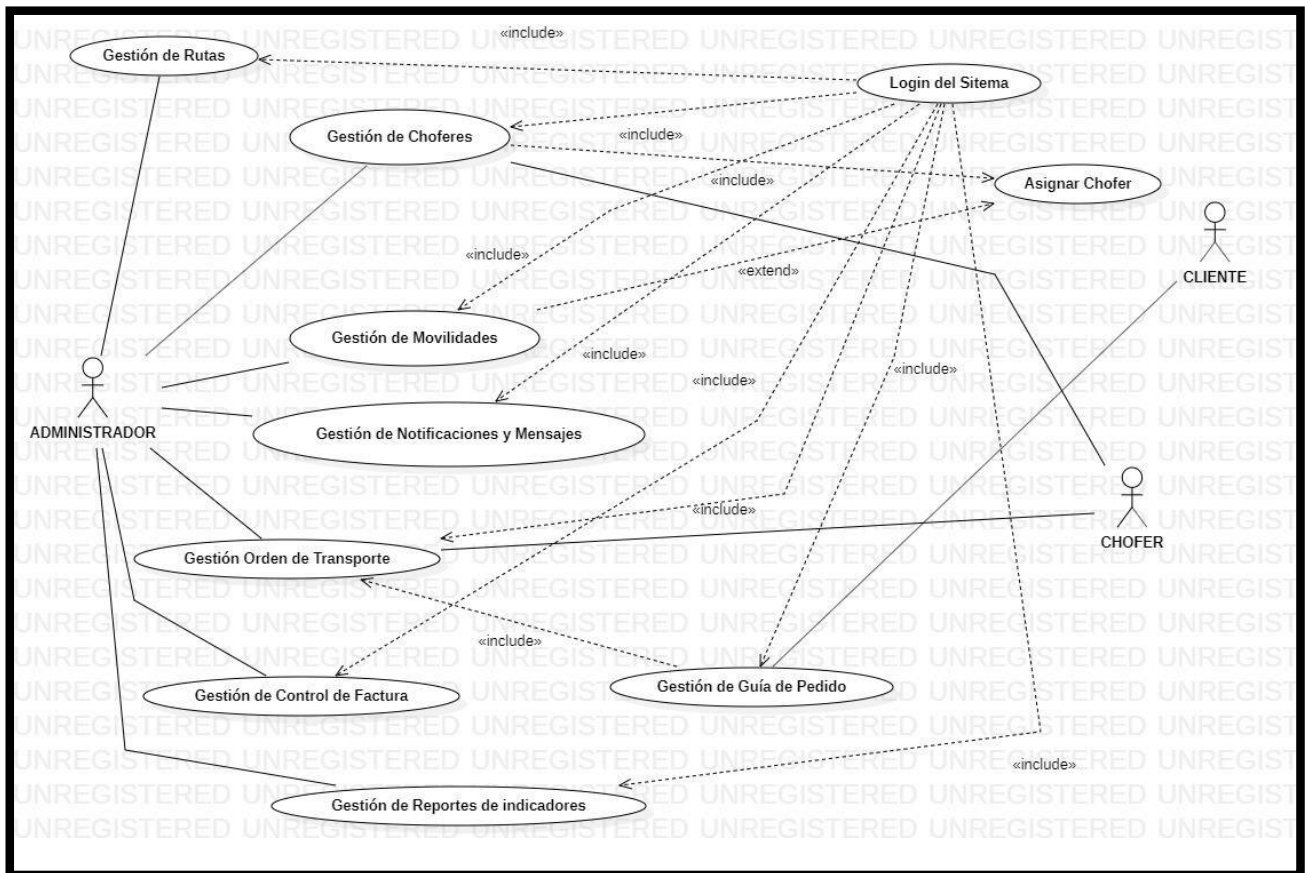 «include»
Gestión de Rutas
Login del Sitema
Gestión de Choferes
«include»
«include»
Asignar Chofer
«include»
«extend»
CLIENTE
Gestión de Movilidades
«include»
«include»
«include»
ADMINISTRADOR
Gestión de Notificaciones y Mensajes
«include»
CHOFER
Gestión Orden de Transporte
«include»
Gestión de Control de Factura
Gestión de Guía de Pedido
«include»
Gestión de Reportes de indicadores
UNREGISTERED